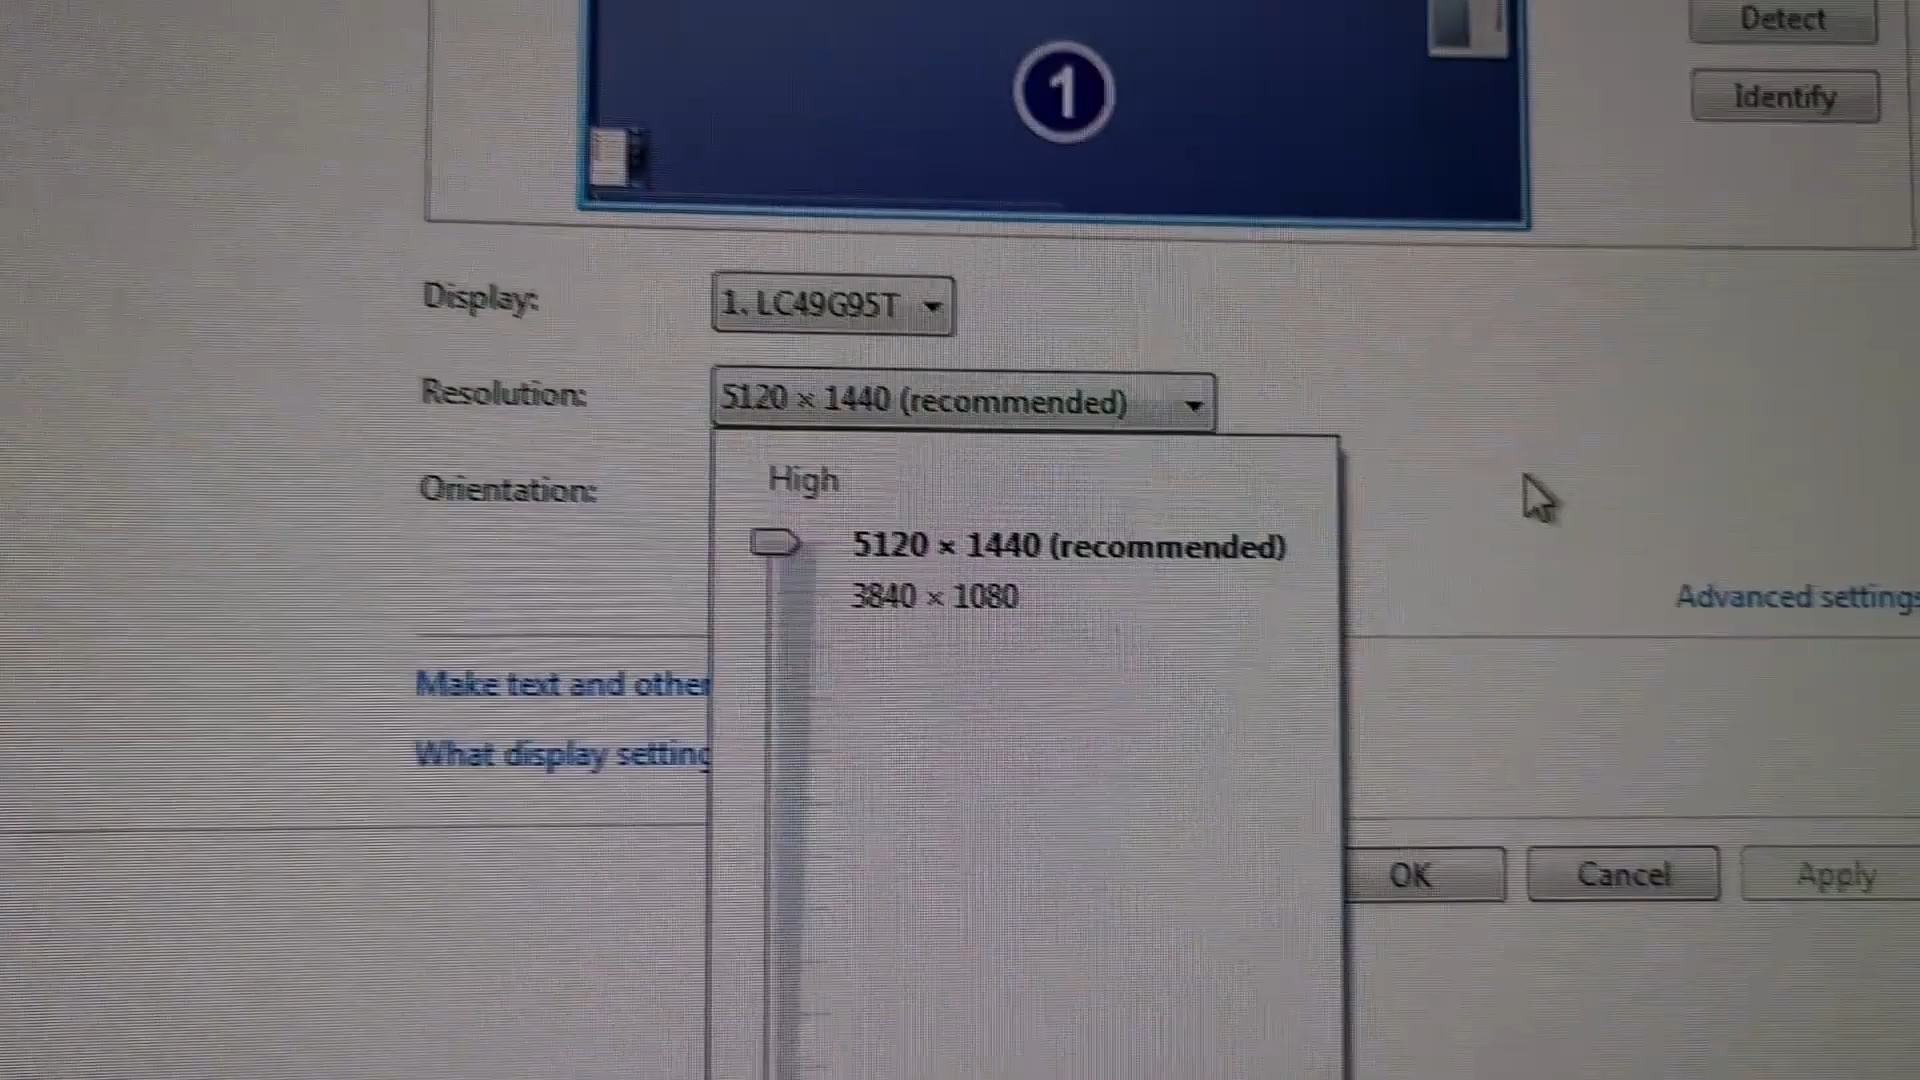 Detect
1
Identify
Display:
1. LC49G95T
Resolution:
5120 × 1440 (recommended)
High
Orientation:
5120 × 1440 (recommended)
3840 × 1080
Advanced settings
Make text and other
What display setting
OK
Cancel
Apply